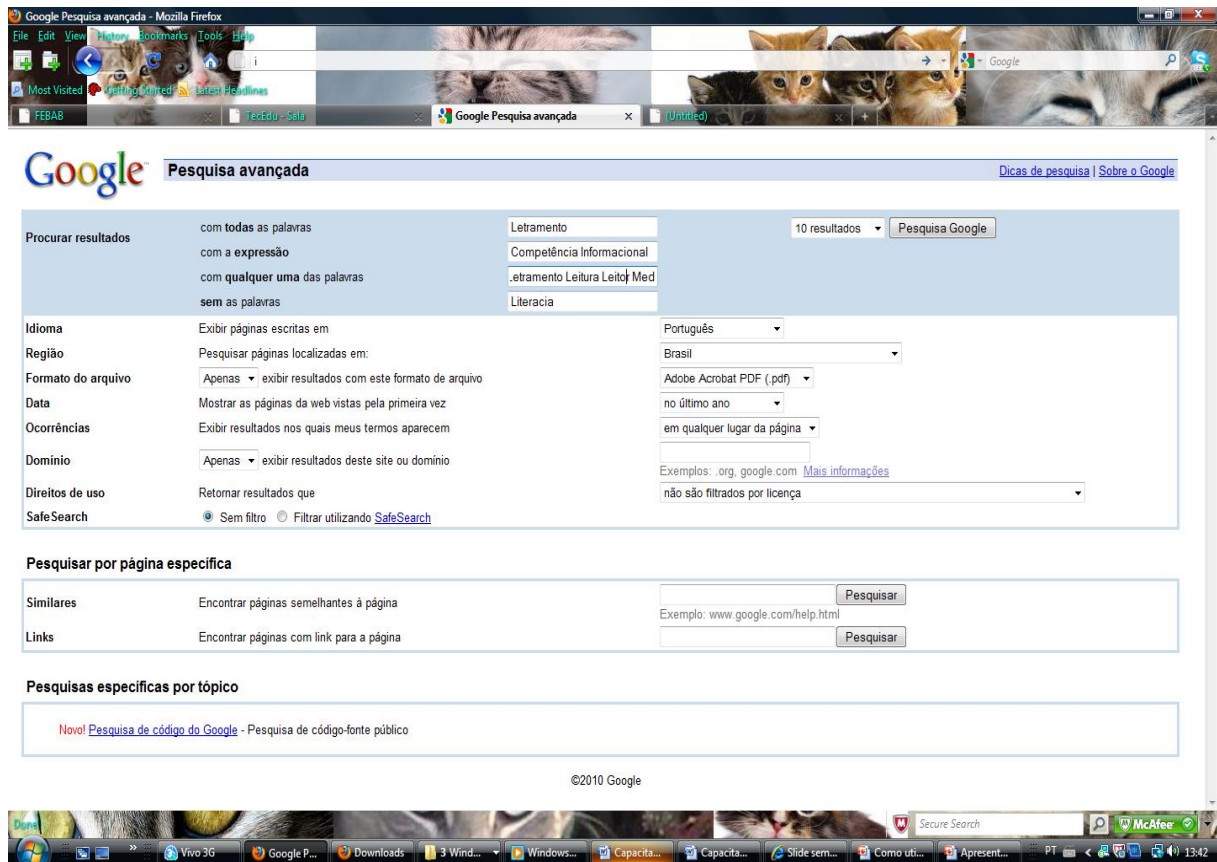 Google Pesquisa avançada - Mozilla Firefox
File Edit View History Bookmarks Tools Help
i
Google
Most Visited Getting Started Latest Headlines
FEBAB
TecEdu - Sala
Google Pesquisa avançada
(Untitled)
Google Pesquisa avançada
Dicas de pesquisa | Sobre o Google
Procurar resultados
com todas as palavras Letramento 10 resultados Pesquisa Google
com a expressão Competência Informacional
com qualquer uma das palavras Leitura Leitor Med
sem as palavras Literacia
Idioma Exibir páginas escritas em Português
Região Pesquisar páginas localizadas em: Brasil
Formato do arquivo Apenas exibir resultados com este formato de arquivo Adobe Acrobat PDF (.pdf)
Data Mostrar as páginas da web vistas pela primeira vez no último ano
Ocorrências Exibir resultados nos quais meus termos aparecem em qualquer lugar da página
Domínio Apenas exibir resultados deste site ou domínio
Exemplos: .org, google.com Mais informações
Direitos de uso Retornar resultados que não são filtrados por licença
SafeSearch Sem filtro Filtrar utilizando SafeSearch
Pesquisar por página específica
Similares Encontrar páginas semelhantes à página Pesquisar
Exemplo: www.google.com/help.html
Links Encontrar páginas com link para a página Pesquisar
Pesquisas específicas por tópico
Novo! Pesquisa de código do Google - Pesquisa de código-fonte público
©2010 Google
Done
Secure Search
McAfee
Vivo 3G
Google P...
Downloads
3 Wind...
Windows...
Capacita...
Capacita...
Slide sem...
Como uti...
Apresent...
PT
13:42